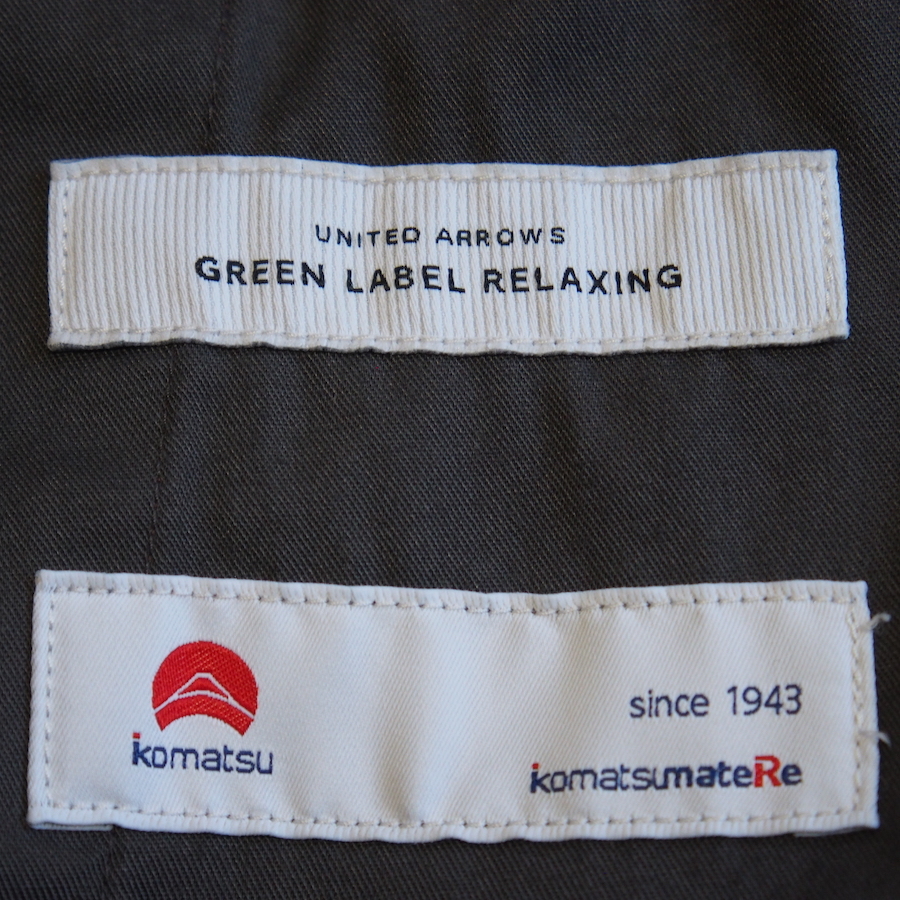 UNITED ARROWS
GREEN LABEL RELAXING
komatsu
since 1943
komatsumateRe